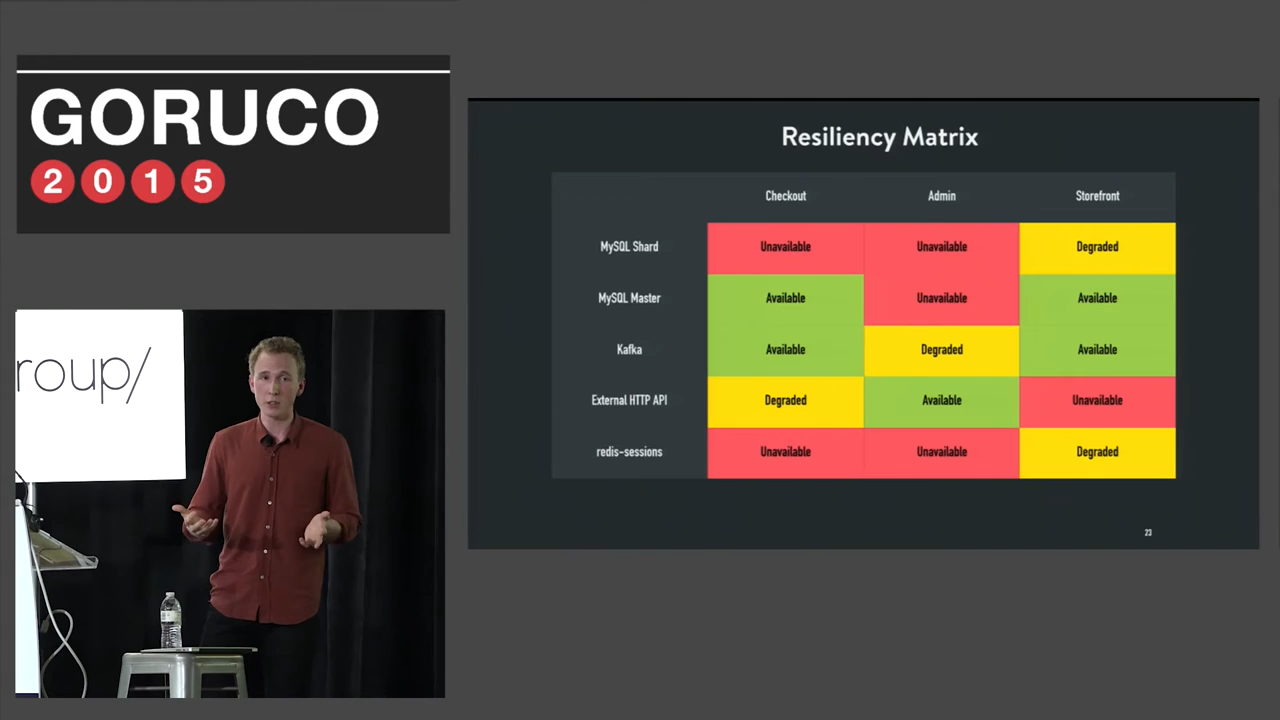 GORUCO
2 0 1 5
roup/
Resiliency Matrix
Checkout Admin Storefront
MySQL Shard Unavailable Unavailable Degraded
MySQL Master Available Unavailable Available
Kafka Available Degraded Available
External HTTP API Degraded Available Unavailable
redis-sessions Unavailable Unavailable Degraded
23